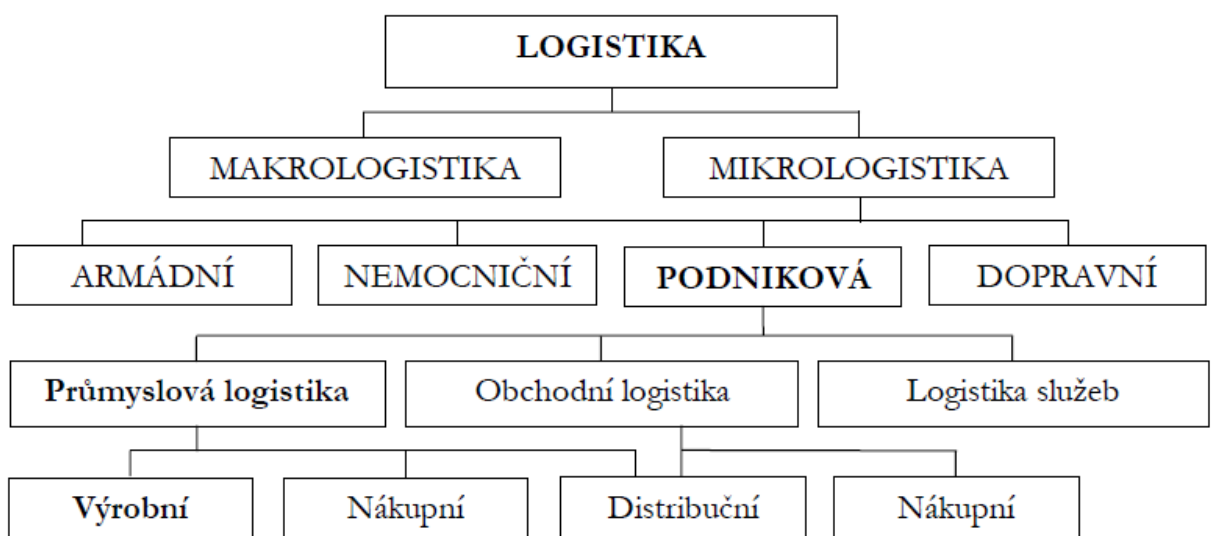 LOGISTIKA
MAKROLOGISTIKA
MIKROLOGISTIKA
ARMÁDNÍ
NEMOCNIČNÍ
PODNIKOVÁ
DOPRAVNÍ
Průmyslová logistika
Obchodní logistika
Logistika služeb
Výrobní
Nákupní
Distribuční
Nákupní